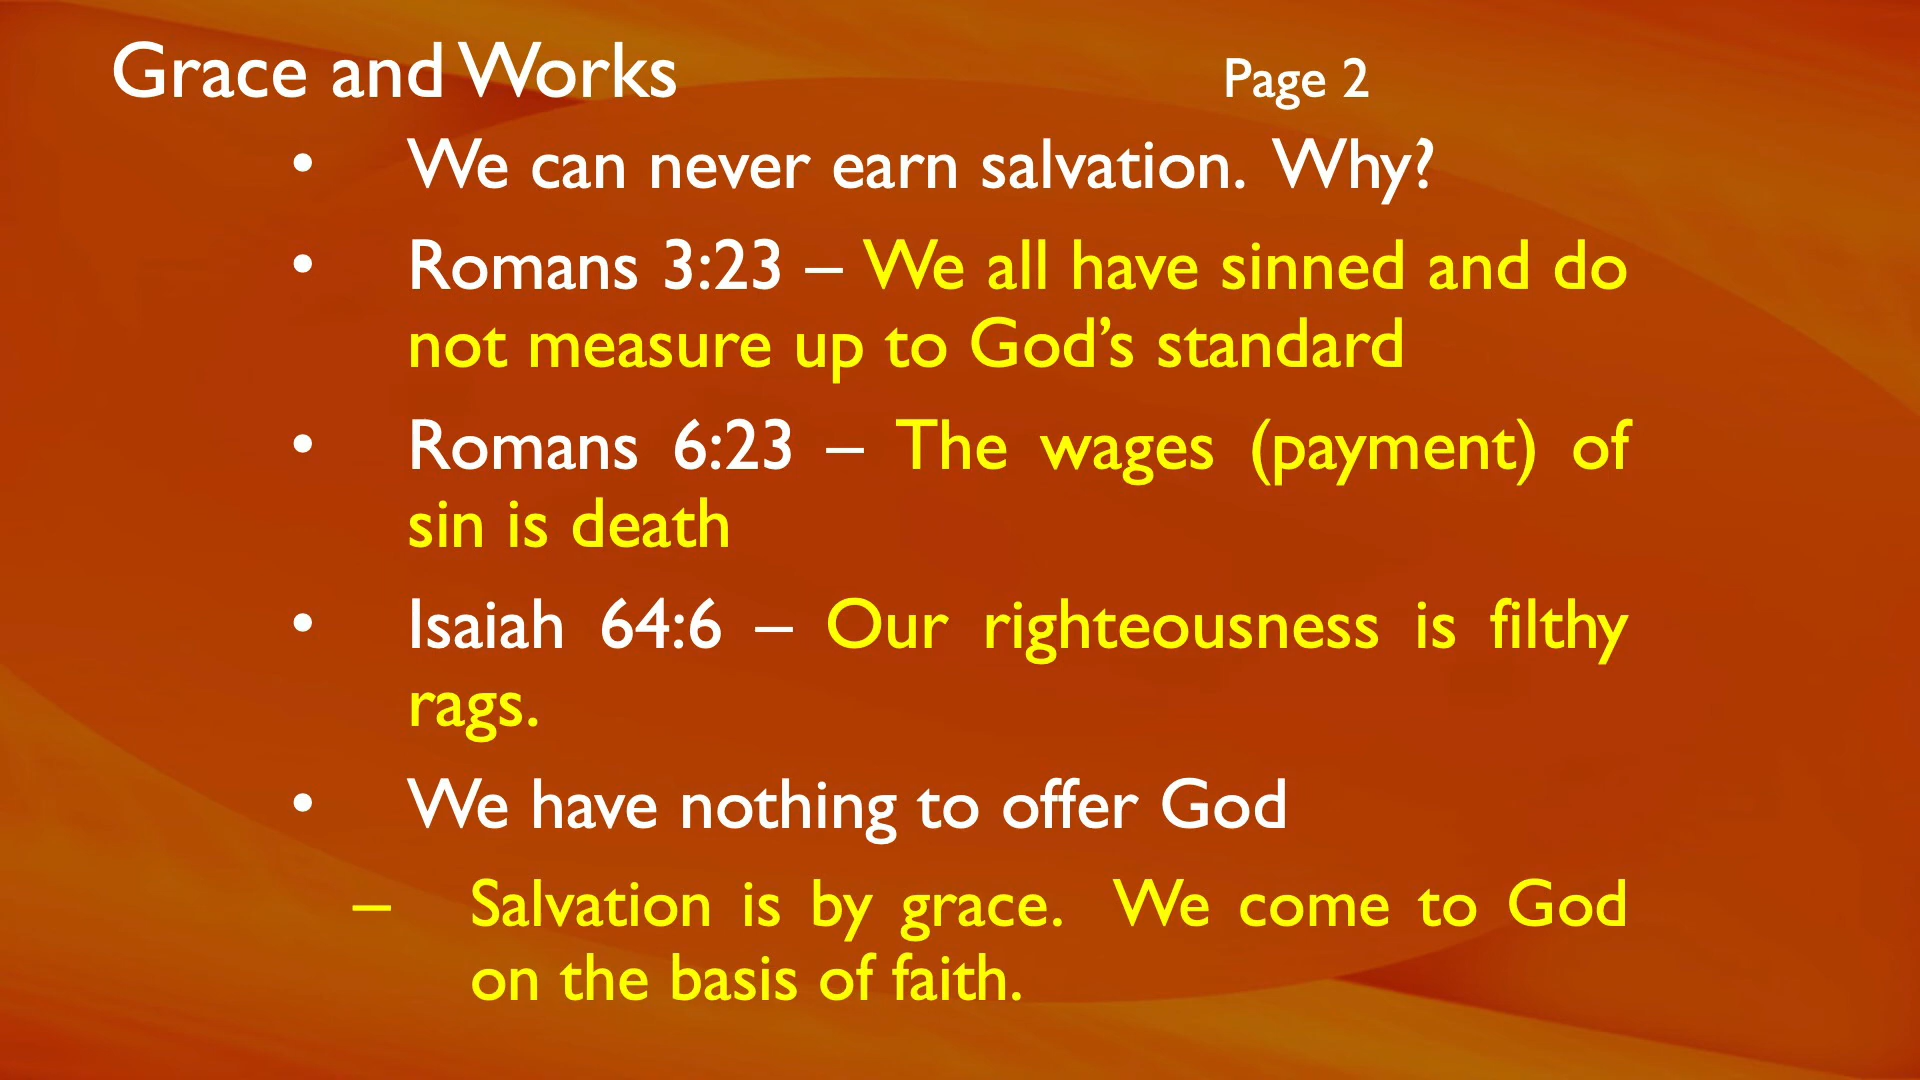 Grace and Works Page 2
• We can never earn salvation.  Why?
• Romans 3:23 – We all have sinned and do
not measure up to God’s standard
• Romans 6:23 – The wages (payment) of
sin is death
• Isaiah 64:6 – Our righteousness is filthy
rags.
• We have nothing to offer God
– Salvation is by grace.  We come to God
on the basis of faith.